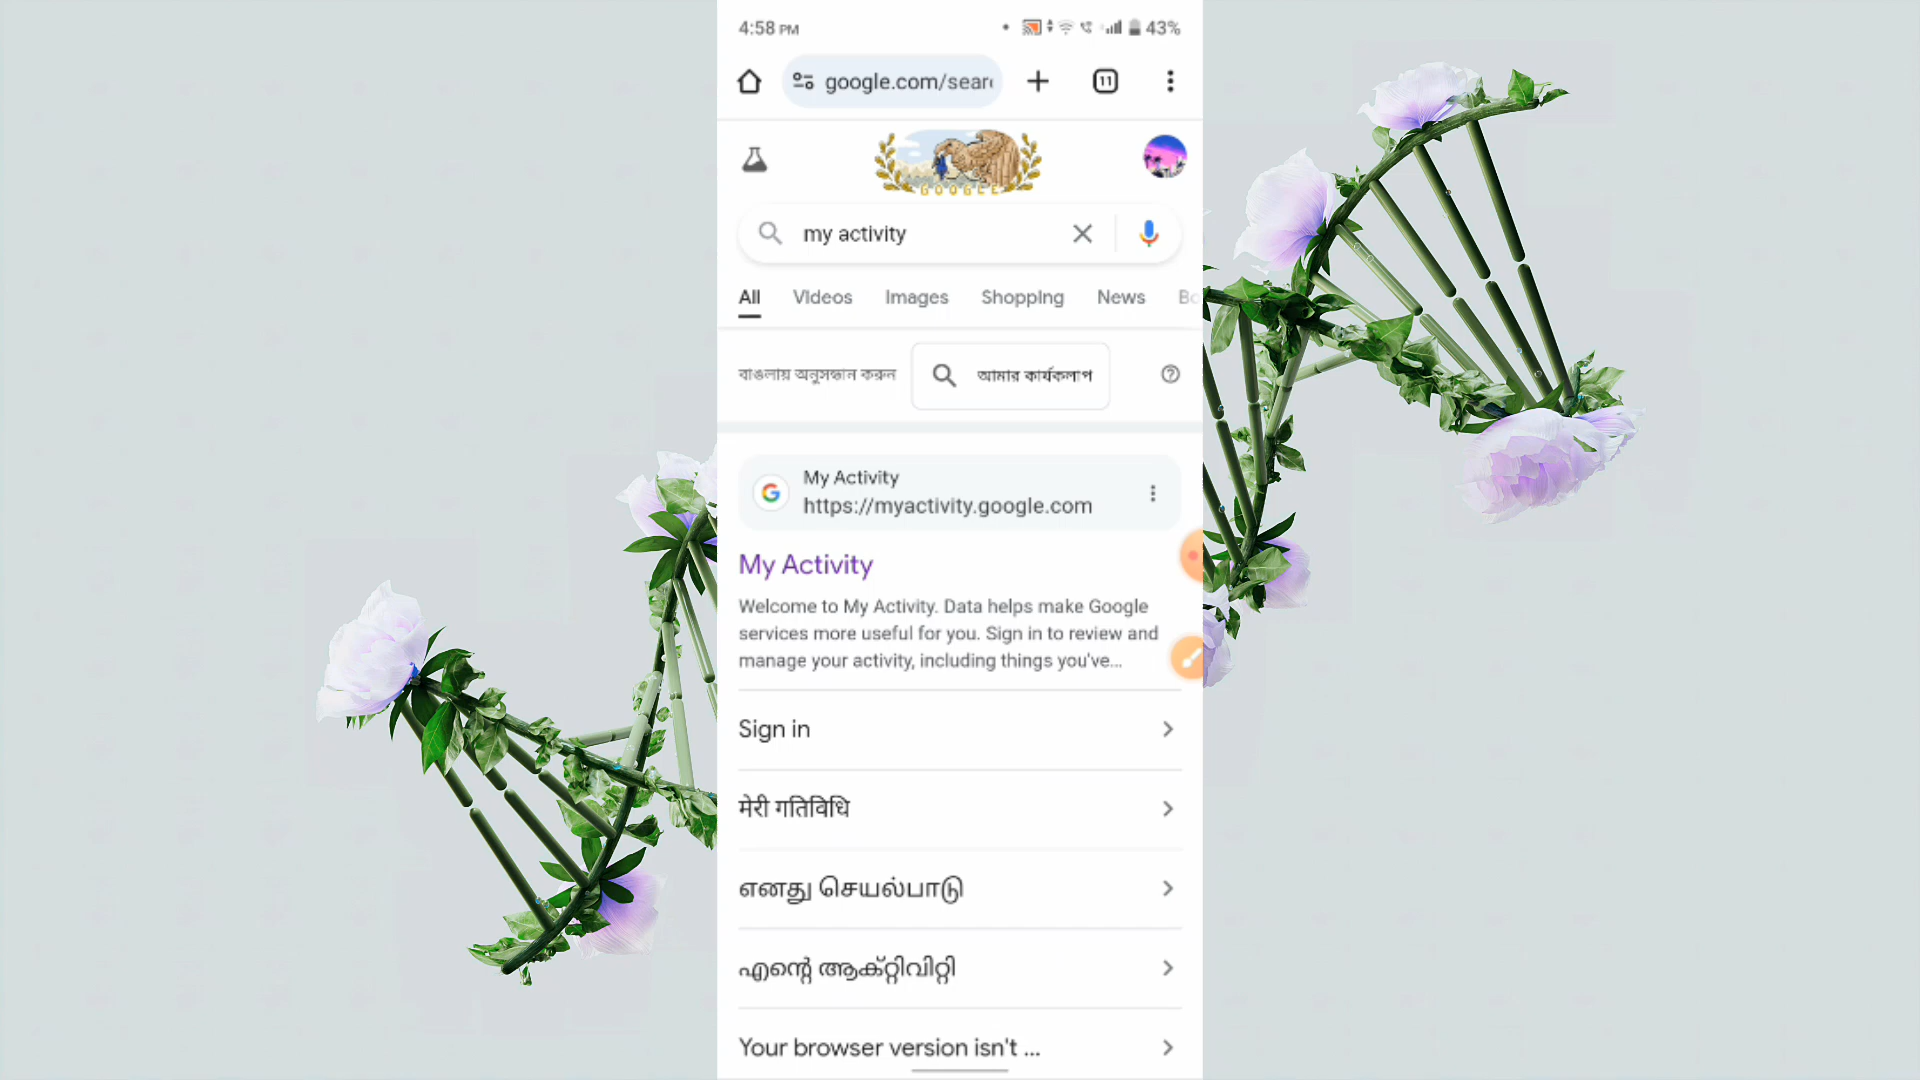 4:58 PM
43%
google.com/sear
11
GOOGLE
my activity
All Videos Images Shopping News
বাঙলায় অনুসন্ধান করুন আমার কার্যকলাপ
My Activity
https://myactivity.google.com
My Activity
Welcome to My Activity. Data helps make Google
services more useful for you. Sign in to review and
manage your activity, including things you've...
Sign in
मेरी गतिविधि
எனது செயல்பாடு
എന്റെ ആക്റ്റിവിറ്റി
Your browser version isn't ...